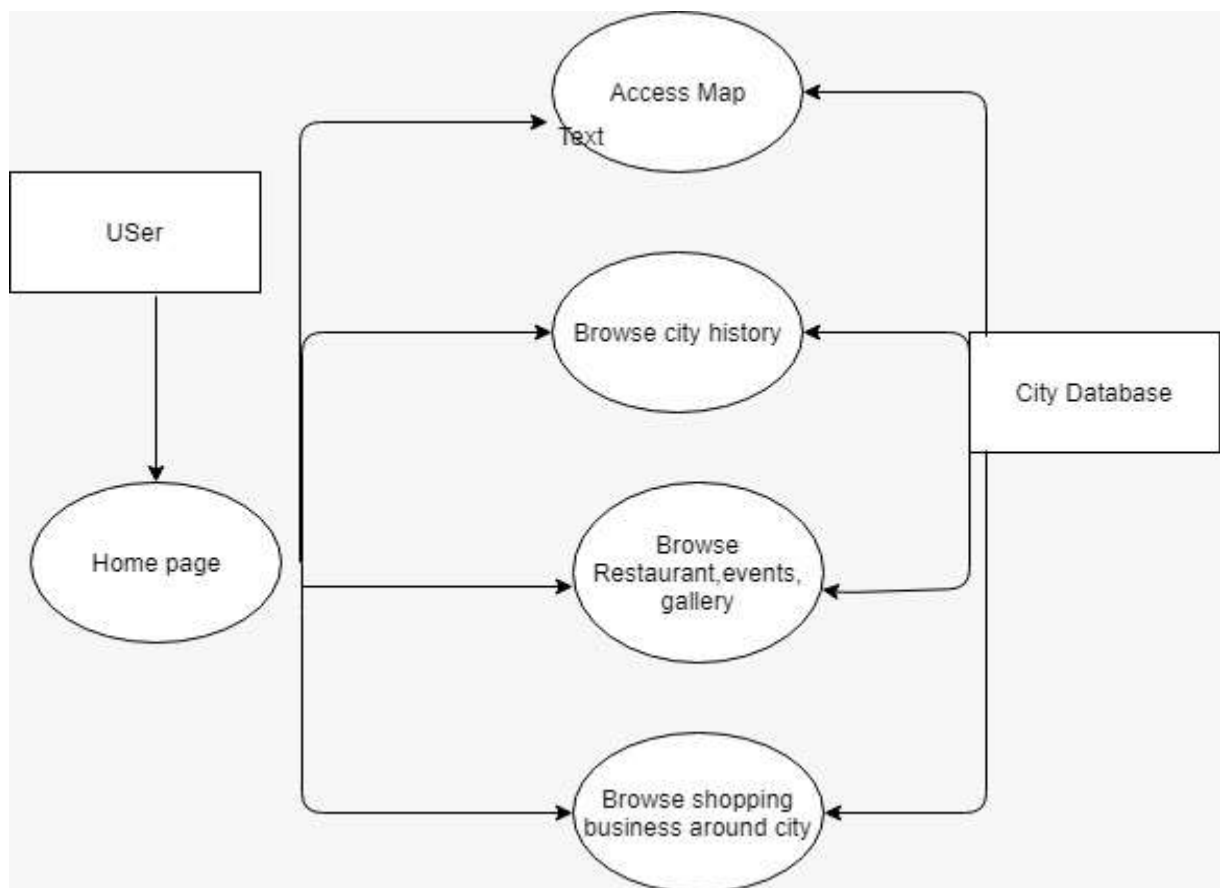 Access Map
Text
USer
Browse city history
City Database
Home page
Browse
Restaurant,events,
gallery
Browse shopping
business around city